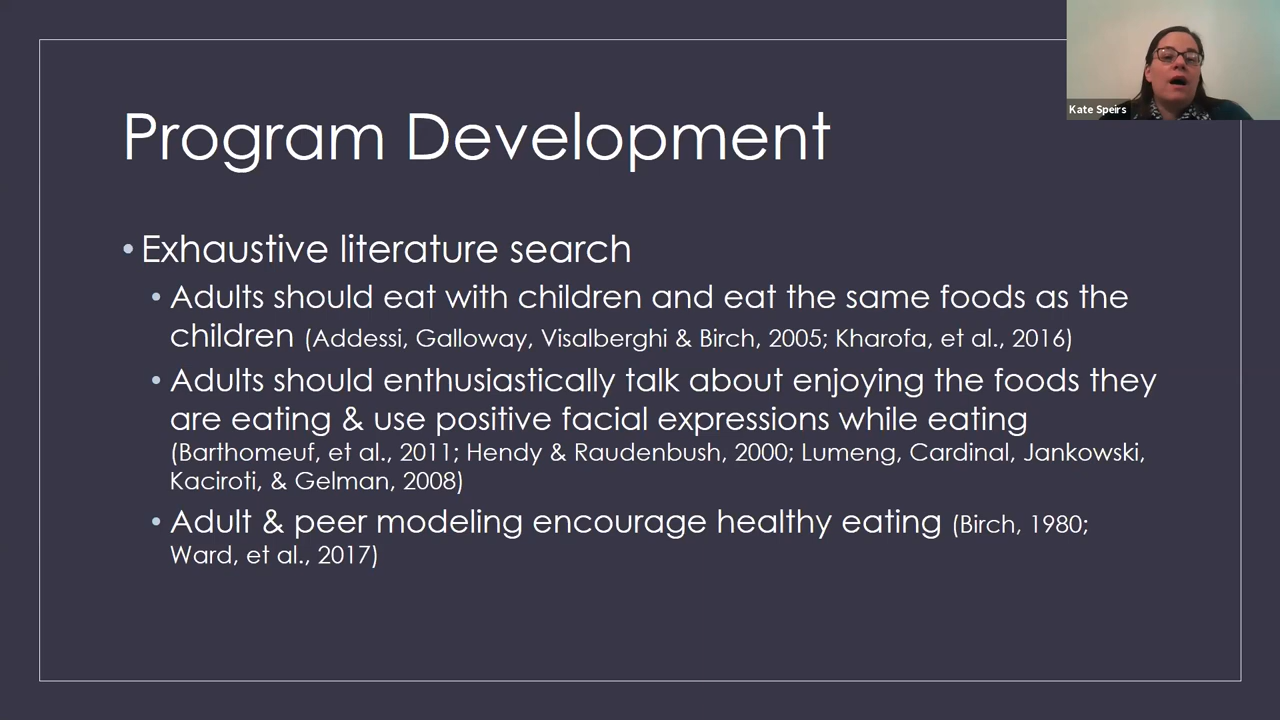 Program Development
Kate Speirs
• Exhaustive literature search
• Adults should eat with children and eat the same foods as the
children (Addessi, Galloway, Visalberghi & Birch, 2005; Kharofa, et al., 2016)
• Adults should enthusiastically talk about enjoying the foods they
are eating & use positive facial expressions while eating
(Barthomeuf, et al., 2011; Hendy & Raudenbush, 2000; Lumeng, Cardinal, Jankowski,
Kaciroti, & Gelman, 2008)
• Adult & peer modeling encourage healthy eating (Birch, 1980;
Ward, et al., 2017)